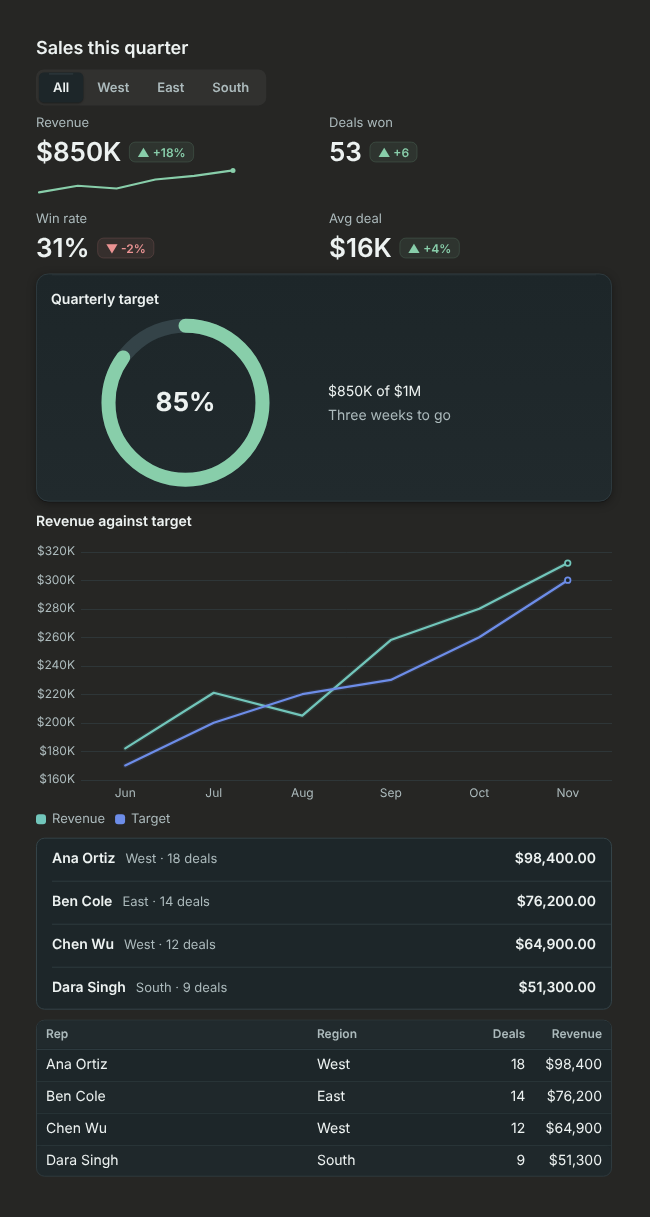 Sales this quarter
All West East South
Revenue
$850K ▲ +18%
Deals won
53 ▲ +6
Win rate
31% ▼ -2%
Avg deal
$16K ▲ +4%
Quarterly target
85%
$850K of $1M
Three weeks to go
Revenue against target
$320K
$300K
$280K
$260K
$240K
$220K
$200K
$180K
$160K
Jun Jul Aug Sep Oct Nov
Revenue Target
Ana Ortiz West · 18 deals $98,400.00
Ben Cole East · 14 deals $76,200.00
Chen Wu West · 12 deals $64,900.00
Dara Singh South · 9 deals $51,300.00
Rep Region Deals Revenue
Ana Ortiz West 18 $98,400
Ben Cole East 14 $76,200
Chen Wu West 12 $64,900
Dara Singh South 9 $51,300